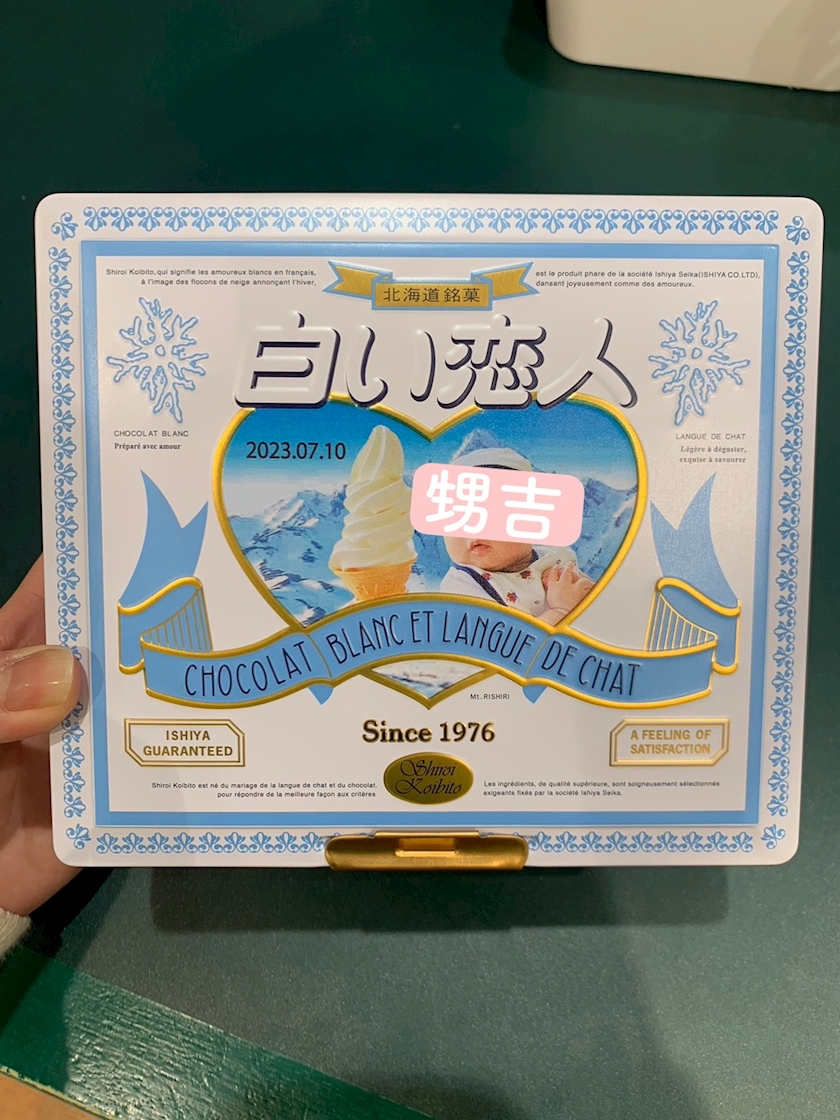 Shiroi Koibito,qui signifie les amoureux blancs en français,
à l'image des flocons de neige annonçant l'hiver,
北海道銘菓
est le produit phare de la société Ishiya Seika(ISHIYA CO.LTD),
dansant joyeusement comme des amoureux.
白い恋人
CHOCOLAT BLANC
Préparé avec amour
LANGUE DE CHAT
Légère à déguster,
exquise à savourer
2023.07.10
甥吉
CHOCOLAT BLANC ET LANGUE DE CHAT
Mt.RISHIRI
ISHIYA
GUARANTEED
Since 1976
A FEELING OF
SATISFACTION
Shiroi
Koibito
Shiroi Koibito est né du mariage de la langue de chat et du chocolat.
pour répondre de la meilleure façon aux critères
Les ingrédients, de qualité supérieure, sont soigneusement sélectionnés
exigeants fixés par la société Ishiya Seika.